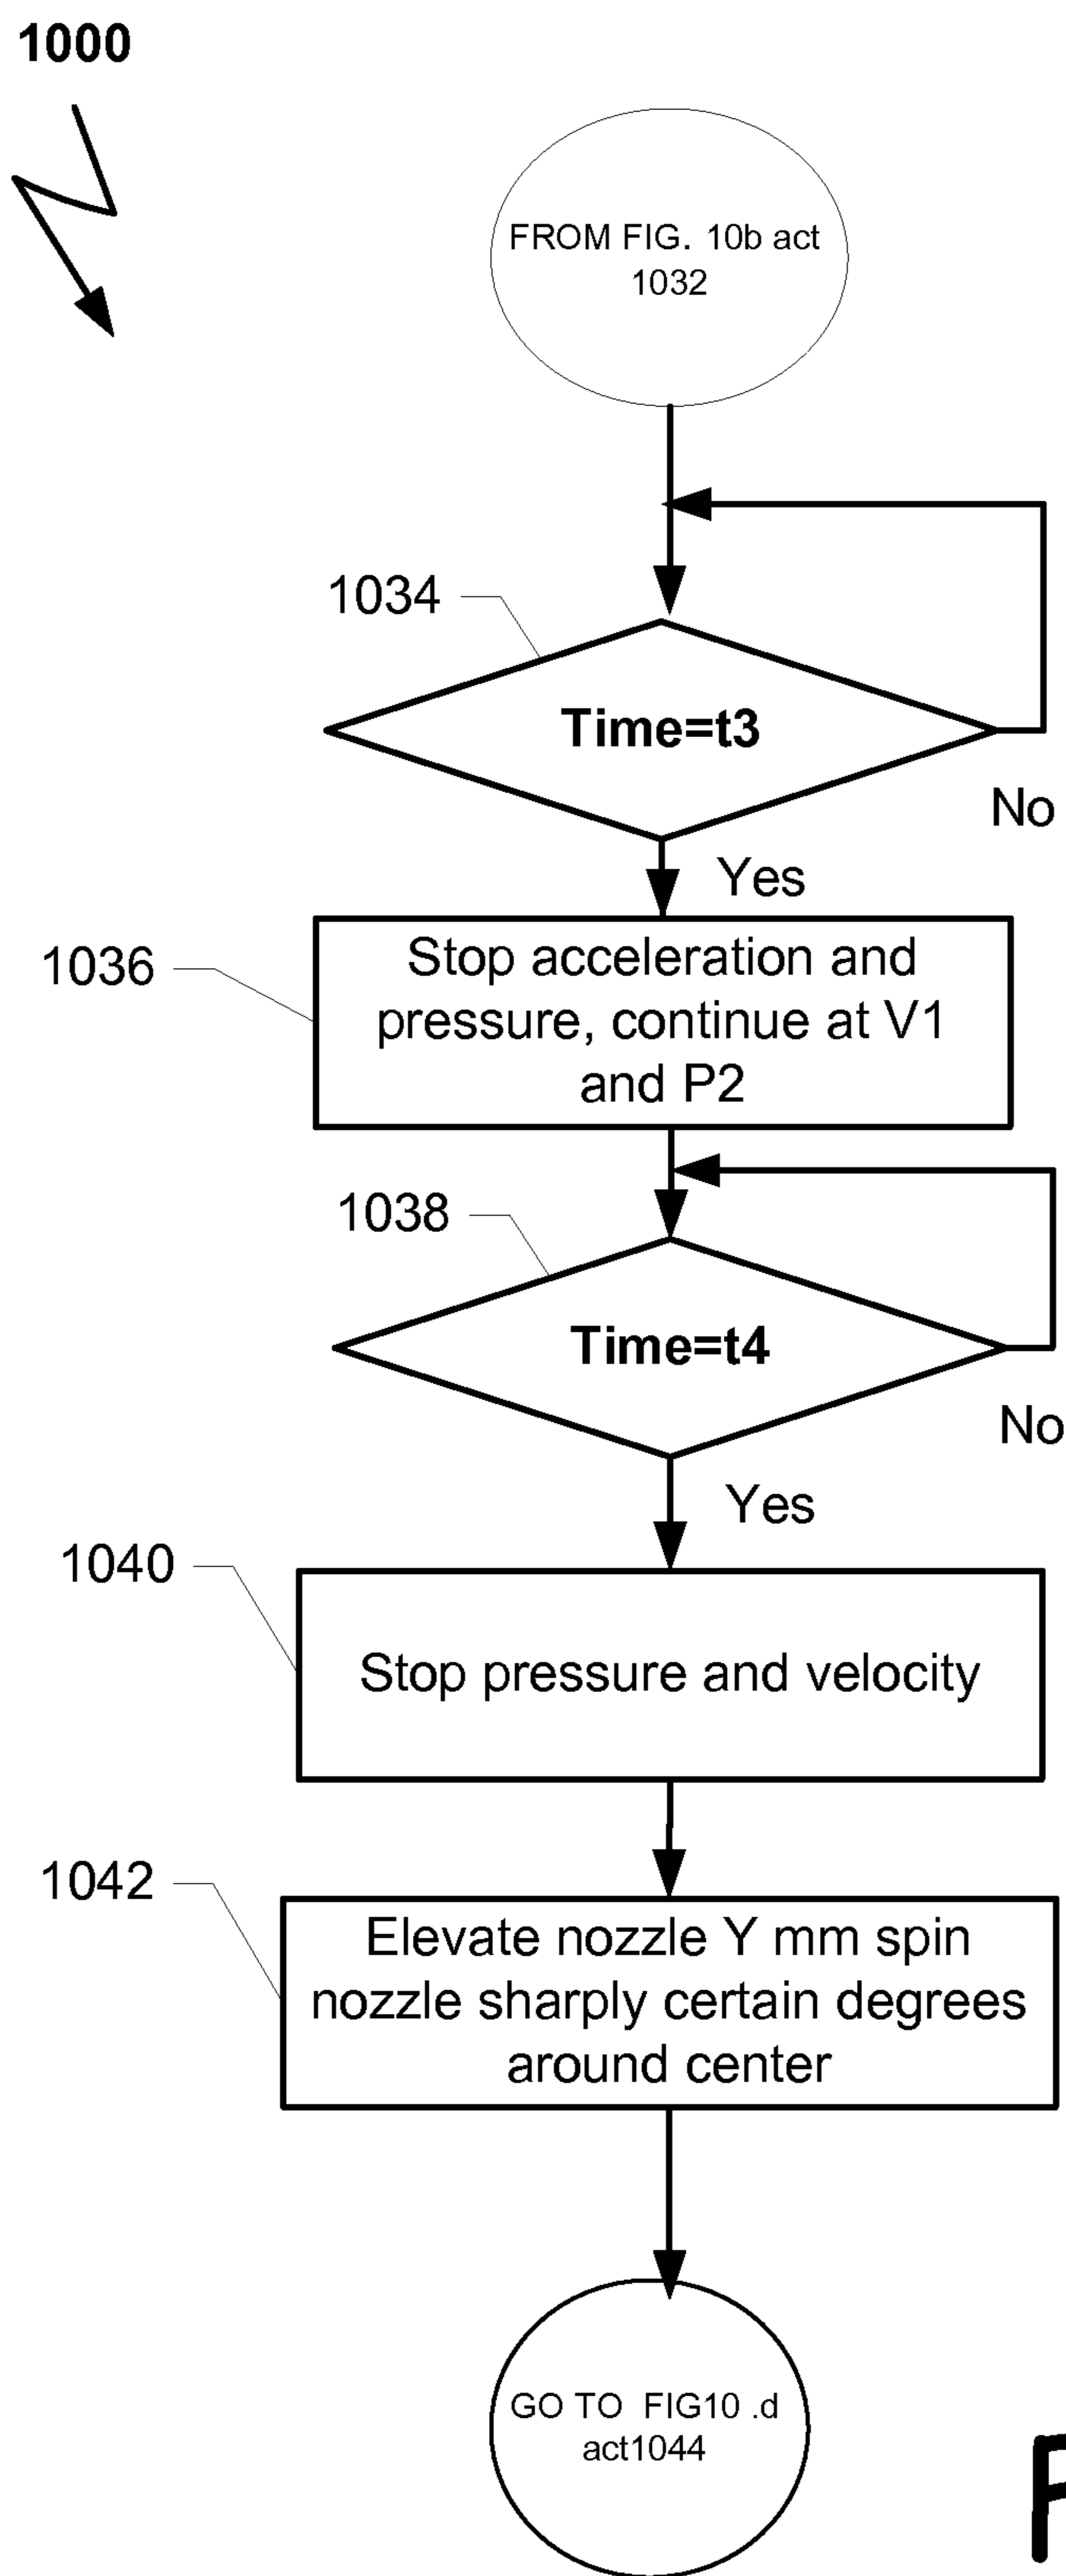 1000
FROM FIG. 10b act
1032
1034
Time=t3
No
Yes
1036
Stop acceleration and
pressure, continue at V1
and P2
1038
Time=t4
No
Yes
1040
Stop pressure and velocity
1042
Elevate nozzle Y mm spin
nozzle sharply certain degrees
around center
GO TO FIG10 .d
act1044